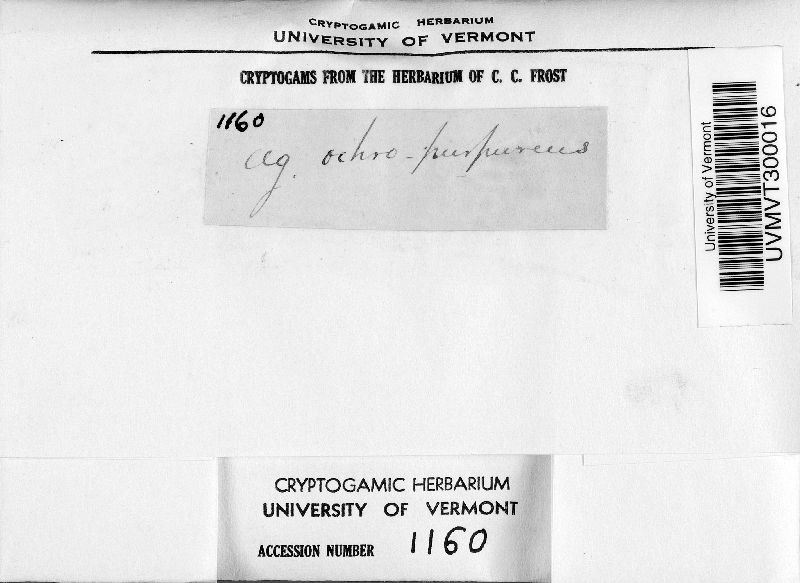 CRYPTOGAMIC HERBARIUM
UNIVERSITY OF VERMONT
CRYPTOGAMS FROM THE HERBARIUM OF C. C. FROST
1160
Ag. ochro-purpureus
University of Vermont
UVMVT300016
CRYPTOGAMIC HERBARIUM
UNIVERSITY OF VERMONT
ACCESSION NUMBER 1160